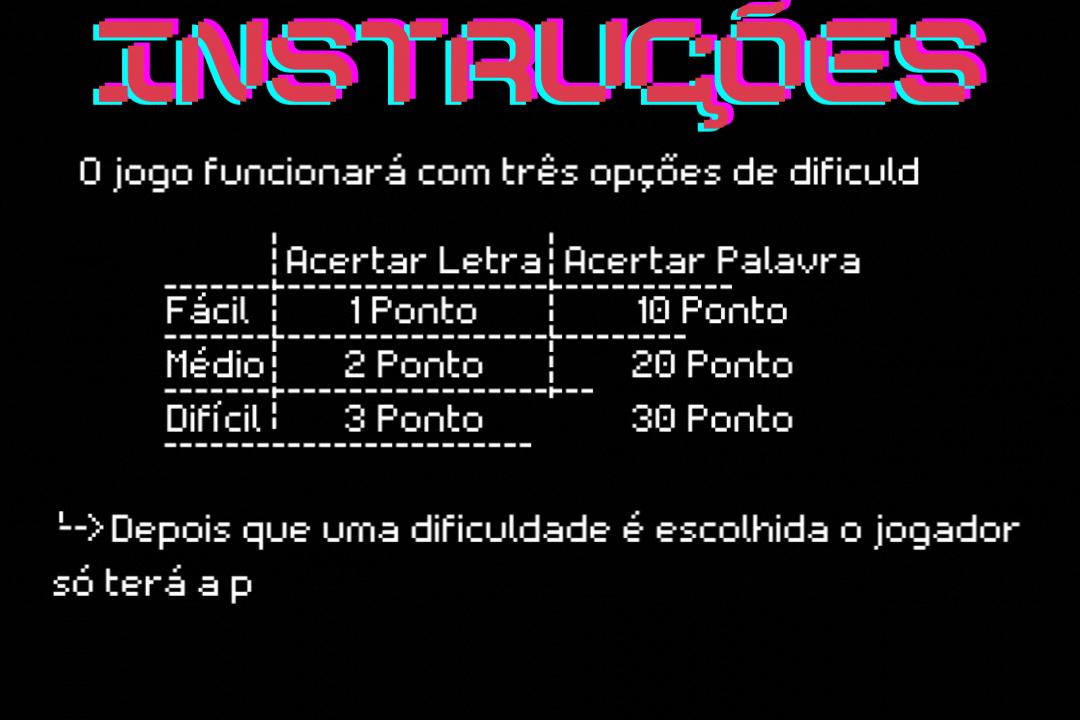 INSTRUÇÕES
O jogo funcionará com três opções de dificuld
Acertar Letra Acertar Palavra
Fácil 1 Ponto 10 Ponto
Médio 2 Ponto 20 Ponto
Difícil 3 Ponto 30 Ponto
└->Depois que uma dificuldade é escolhida o jogador
só terá a p